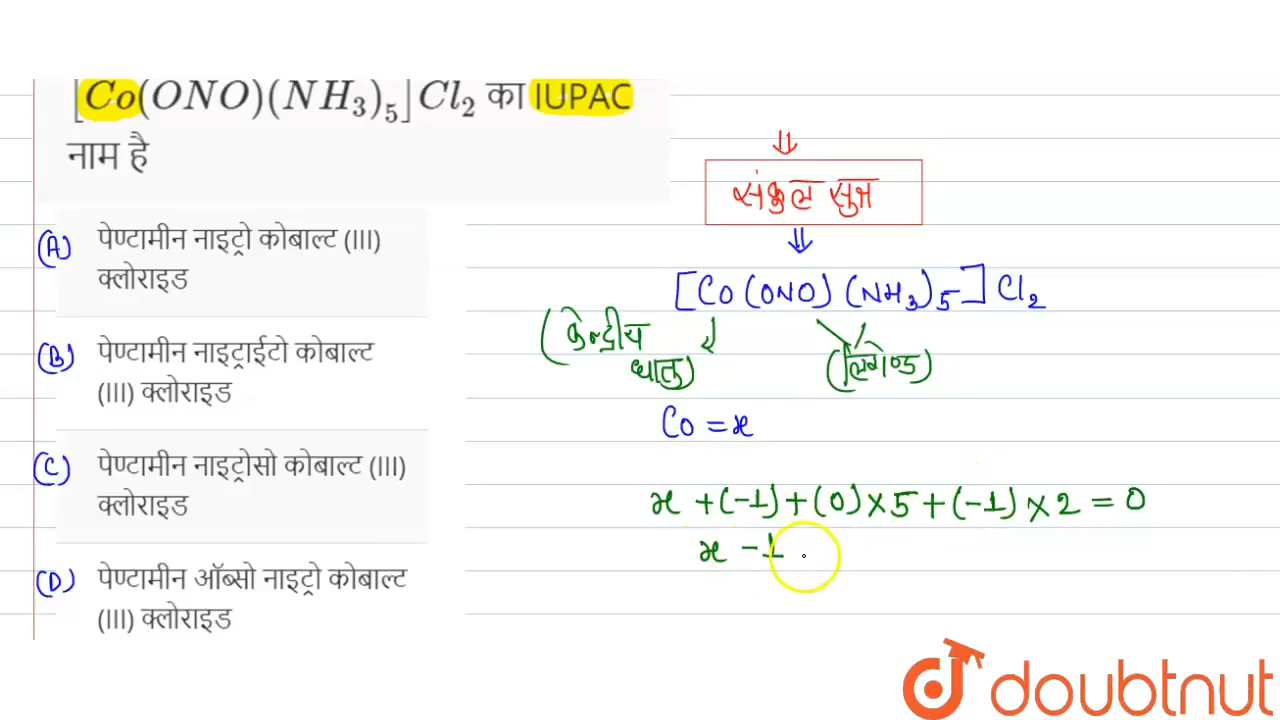 [Co(ONO)(NH₃)₅]Cl₂ का IUPAC
नाम है
(A) पेण्टामीन नाइट्रो कोबाल्ट (III)
क्लोराइड
(B) पेण्टामीन नाइट्राईटो कोबाल्ट
(III) क्लोराइड
(C) पेण्टामीन नाइट्रोसो कोबाल्ट (III)
क्लोराइड
(D) पेण्टामीन ऑब्सो नाइट्रो कोबाल्ट
(III) क्लोराइड
⇓
संकुल सुत्र
⇓
[Co(ONO)(NH₃)₅]Cl₂
(केन्द्रीय
धातु)
(लिगेण्ड)
Co = x
x + (-1) + (0) × 5 + (-1) × 2 = 0
x - 1
doubtnut